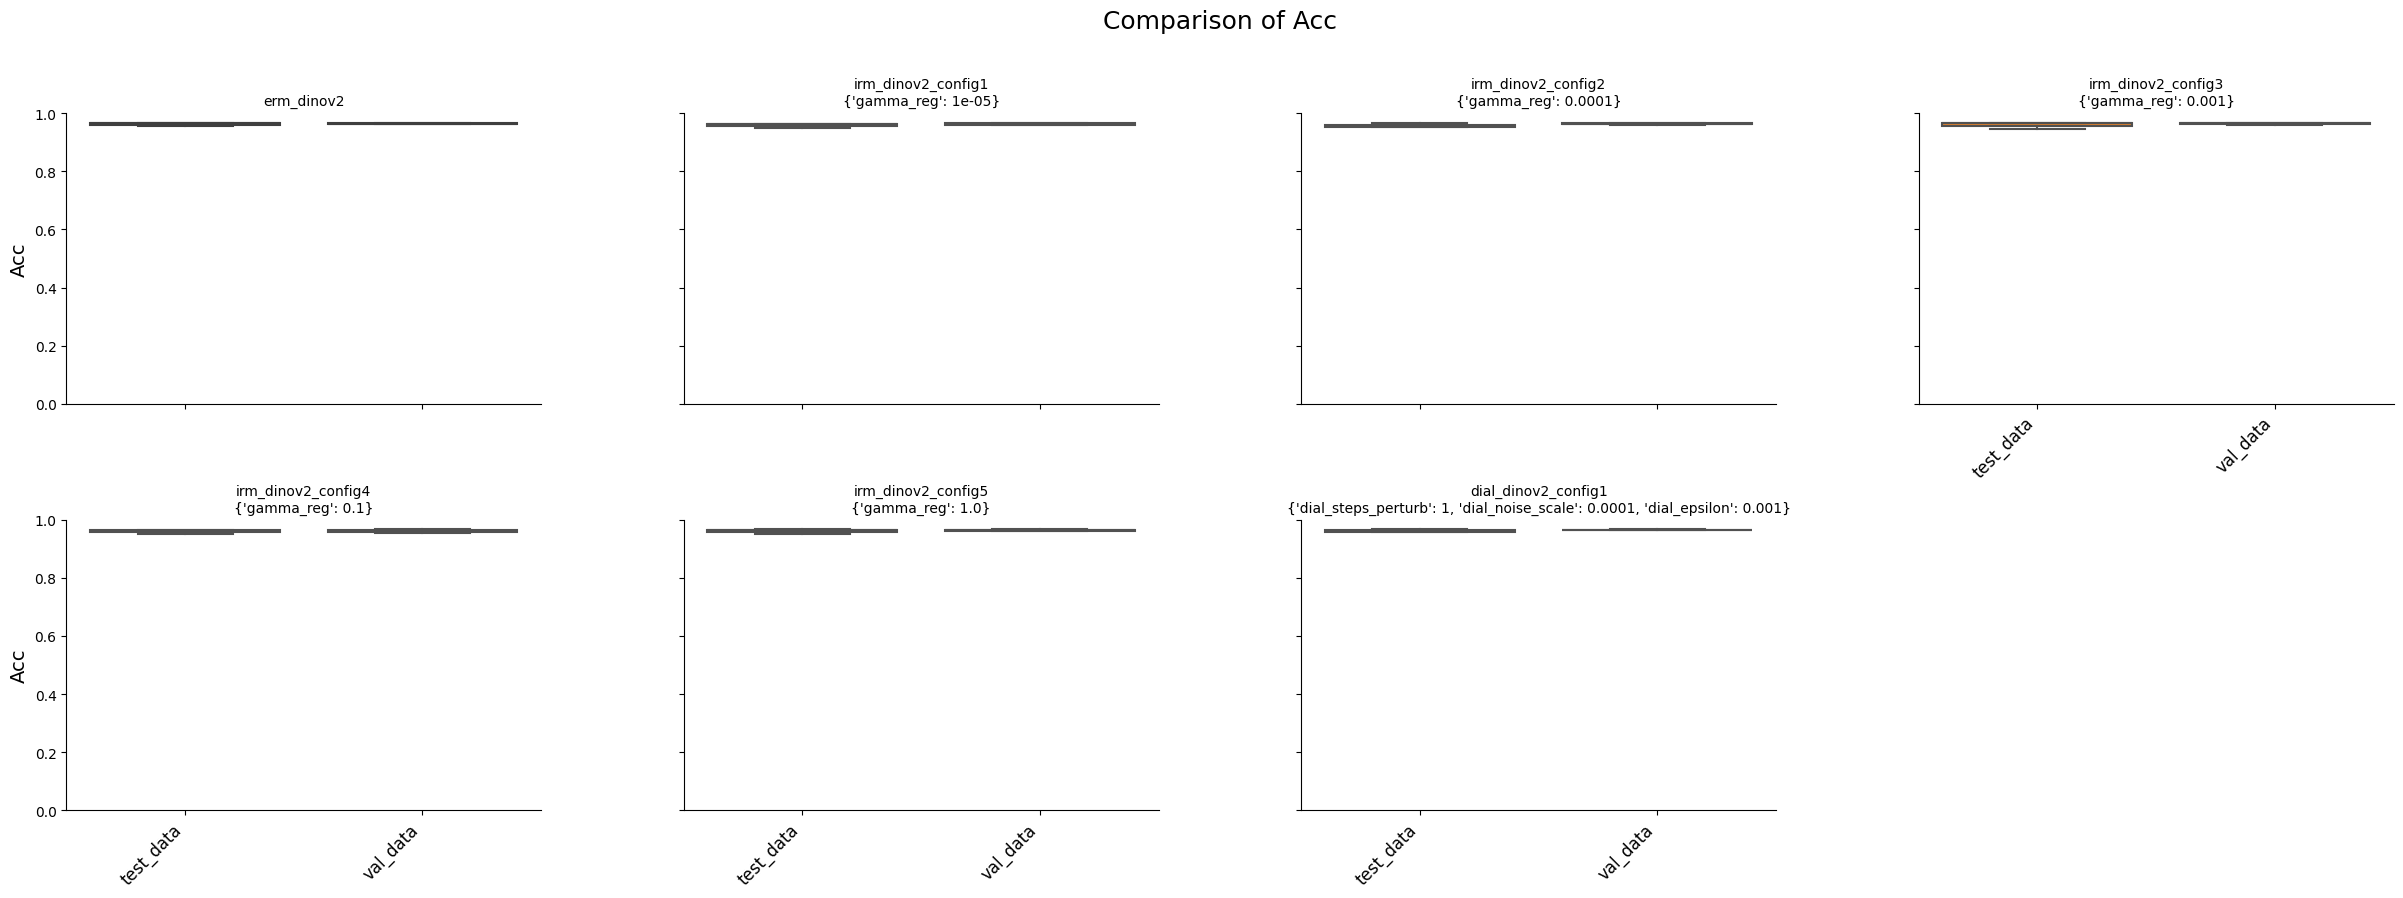 Comparison of Acc
erm_dinov2
irm_dinov2_config1
{'gamma_reg': 1e-05}
irm_dinov2_config2
{'gamma_reg': 0.0001}
irm_dinov2_config3
{'gamma_reg': 0.001}
Acc
1.0
0.8
0.6
0.4
0.2
0.0
test_data
val_data
irm_dinov2_config4
{'gamma_reg': 0.1}
irm_dinov2_config5
{'gamma_reg': 1.0}
dial_dinov2_config1
{'dial_steps_perturb': 1, 'dial_noise_scale': 0.0001, 'dial_epsilon': 0.001}
Acc
1.0
0.8
0.6
0.4
0.2
0.0
test_data
val_data
test_data
val_data
test_data
val_data